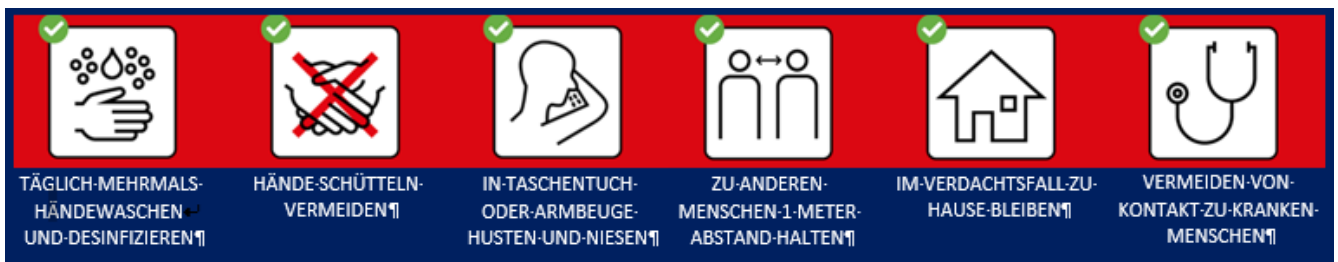 TÄGLICH·MEHRMALS·
HÄNDEWASCHEN↵
UND·DESINFIZIEREN¶
HÄNDE·SCHÜTTELN·
VERMEIDEN¶
IN·TASCHENTUCH·
ODER·ARMBEUGE·
HUSTEN·UND·NIESEN¶
ZU·ANDEREN·
MENSCHEN·1·METER·
ABSTAND·HALTEN¶
IM·VERDACHTSFALL·ZU·
HAUSE·BLEIBEN¶
VERMEIDEN·VON·
KONTAKT·ZU·KRANKEN·
MENSCHEN¶